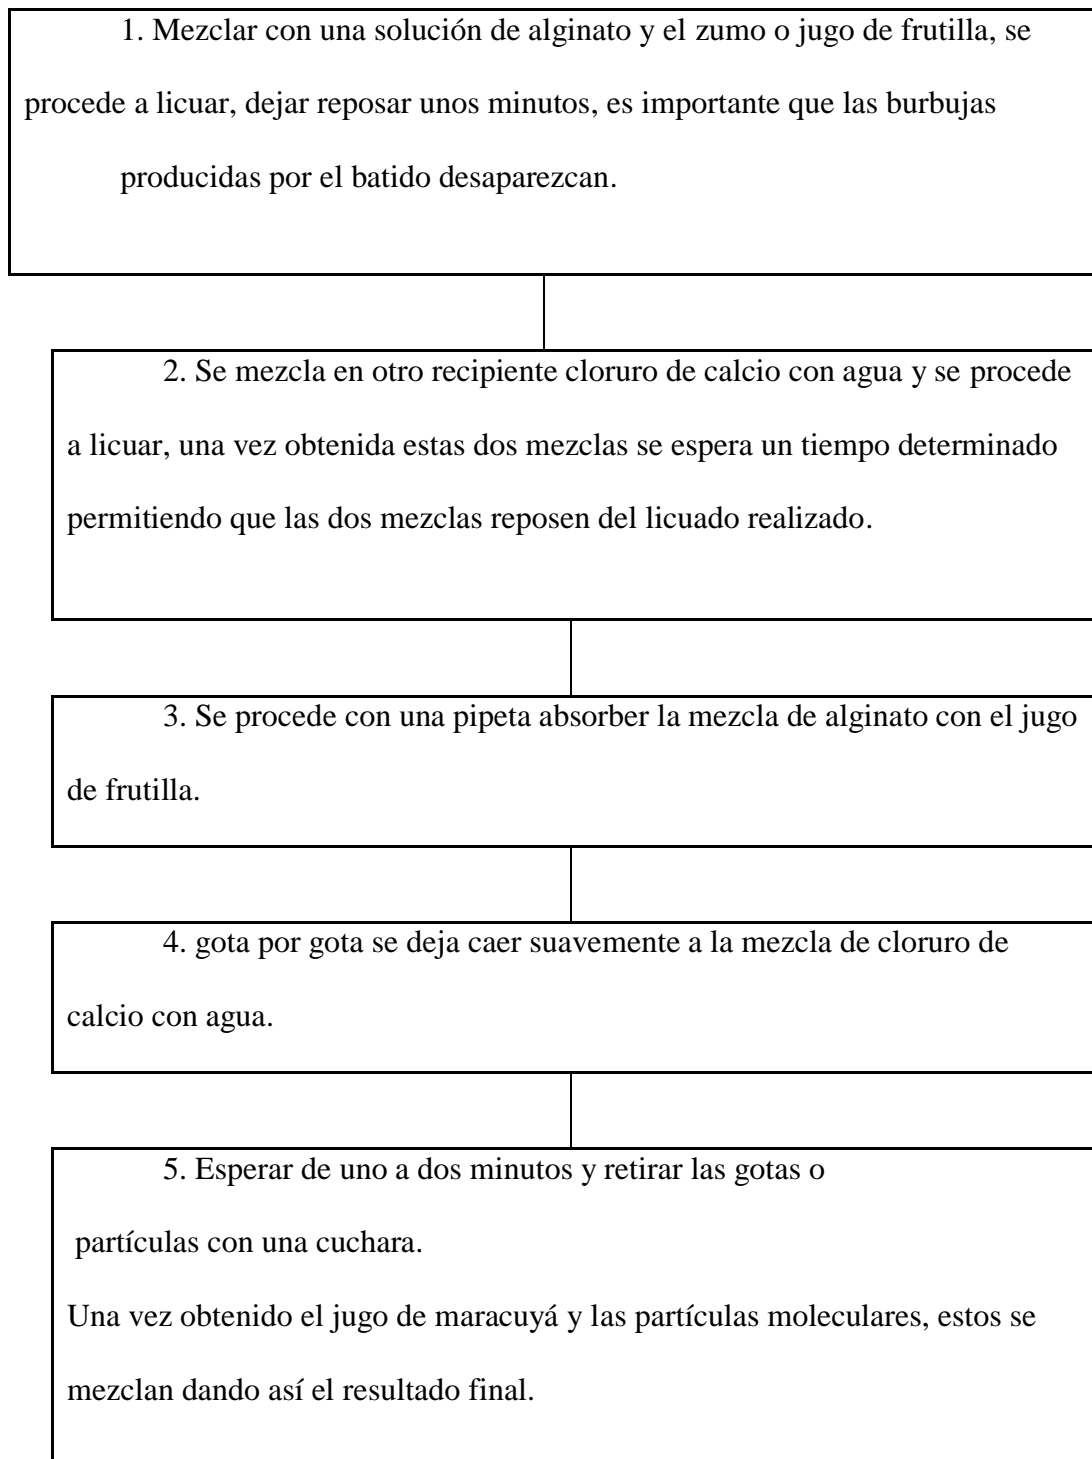 1. Mezclar con una solución de alginato y el zumo o jugo de frutilla, se
procede a licuar, dejar reposar unos minutos, es importante que las burbujas
producidas por el batido desaparezcan.
2. Se mezcla en otro recipiente cloruro de calcio con agua y se procede
a licuar, una vez obtenida estas dos mezclas se espera un tiempo determinado
permitiendo que las dos mezclas reposen del licuado realizado.
3. Se procede con una pipeta absorber la mezcla de alginato con el jugo
de frutilla.
4. gota por gota se deja caer suavemente a la mezcla de cloruro de
calcio con agua.
5. Esperar de uno a dos minutos y retirar las gotas o
partículas con una cuchara.
Una vez obtenido el jugo de maracuyá y las partículas moleculares, estos se
mezclan dando así el resultado final.